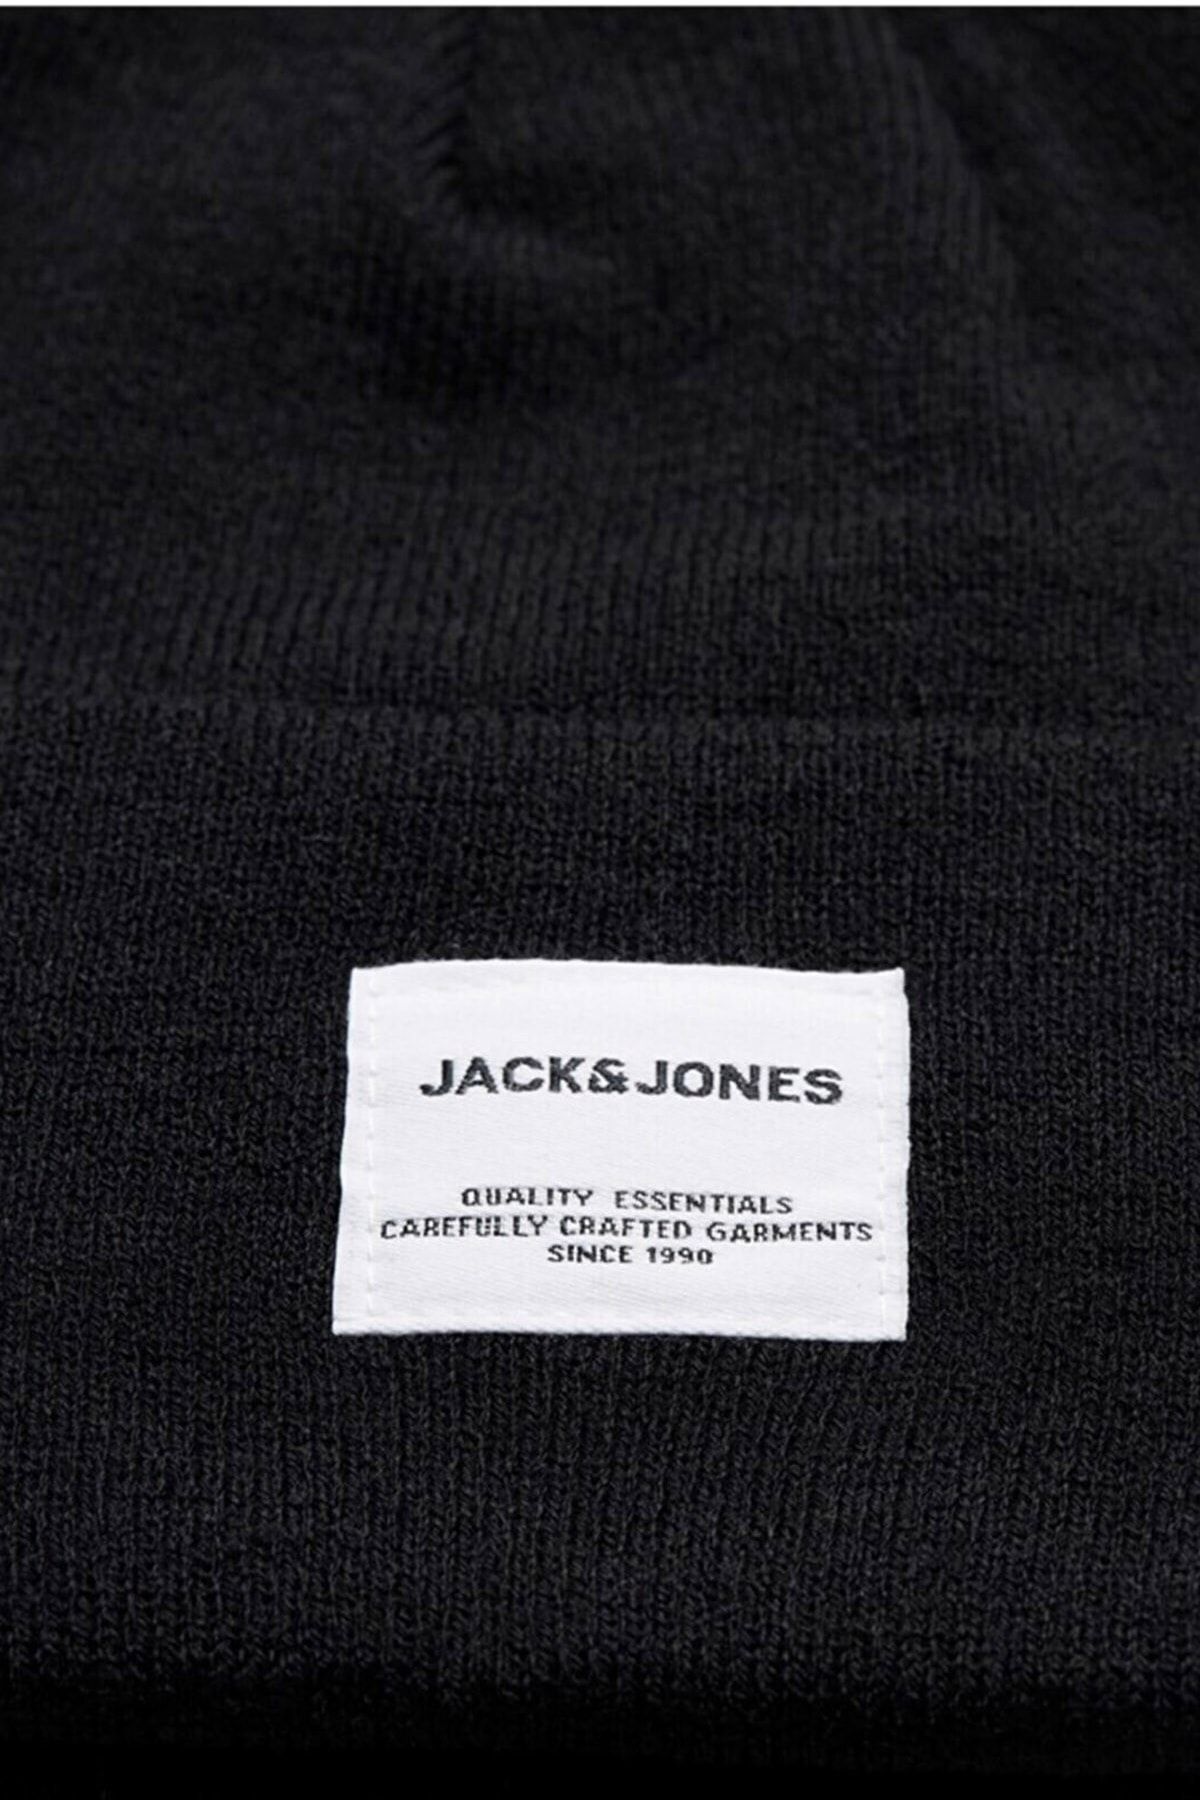 JACK&JONES
QUALITY ESSENTIALS
CAREFULLY CRAFTED GARMENTS
SINCE 1990